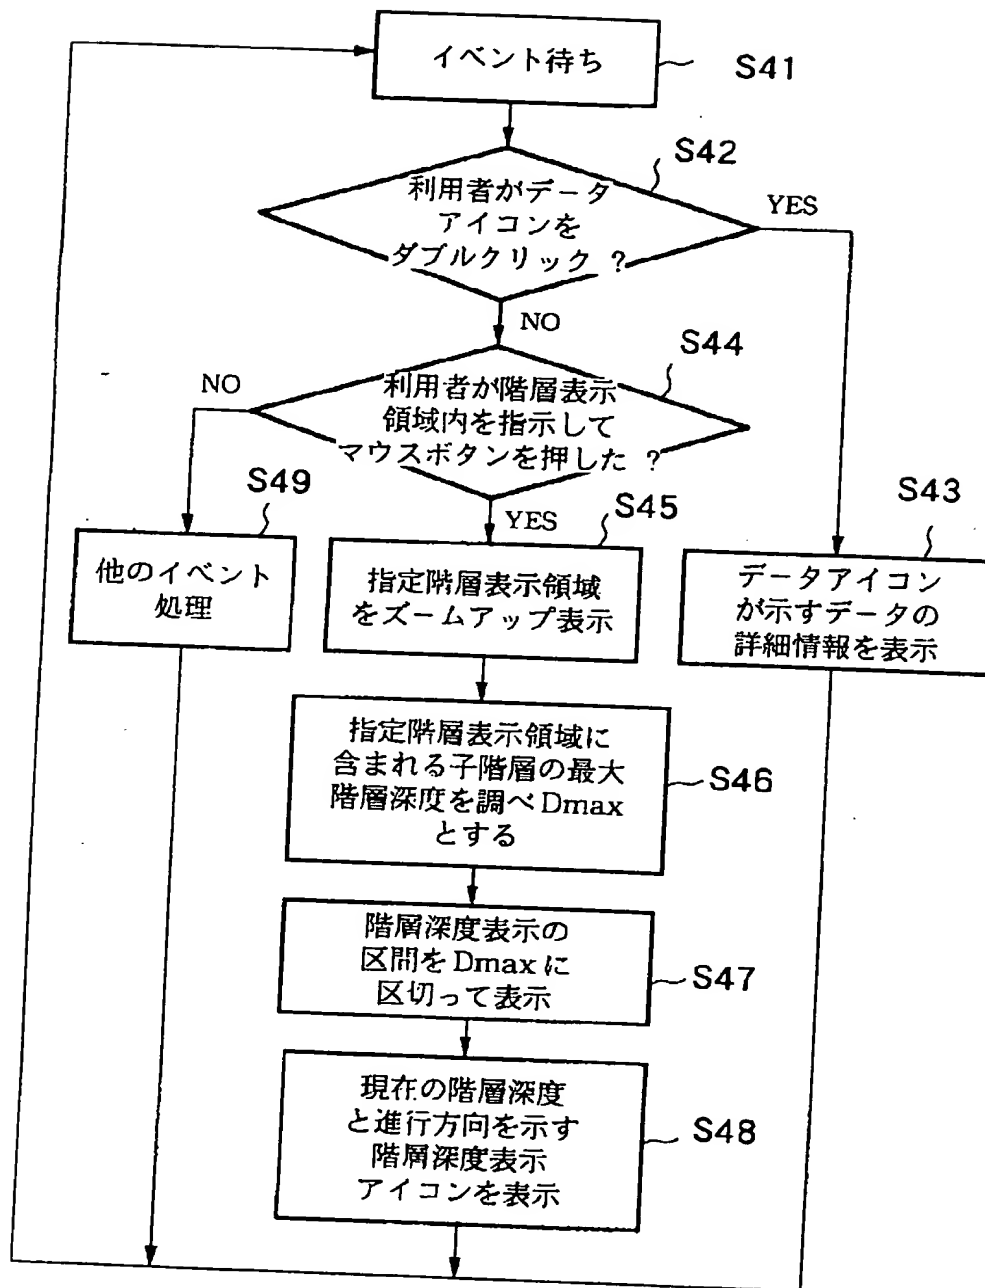 イベント待ち
S41
S42
利用者がデータ
アイコンを
ダブルクリック ?
YES
NO
S44
利用者が階層表示
領域内を指示して
マウスボタンを押した ?
NO
YES
S49
他のイベント
処理
S45
指定階層表示領域
をズームアップ表示
S43
データアイコン
が示すデータの
詳細情報を表示
指定階層表示領域に
含まれる子階層の最大
階層深度を調べDmax
とする
S46
階層深度表示の
区間をDmaxに
区切って表示
S47
現在の階層深度
と進行方向を示す
階層深度表示
アイコンを表示
S48